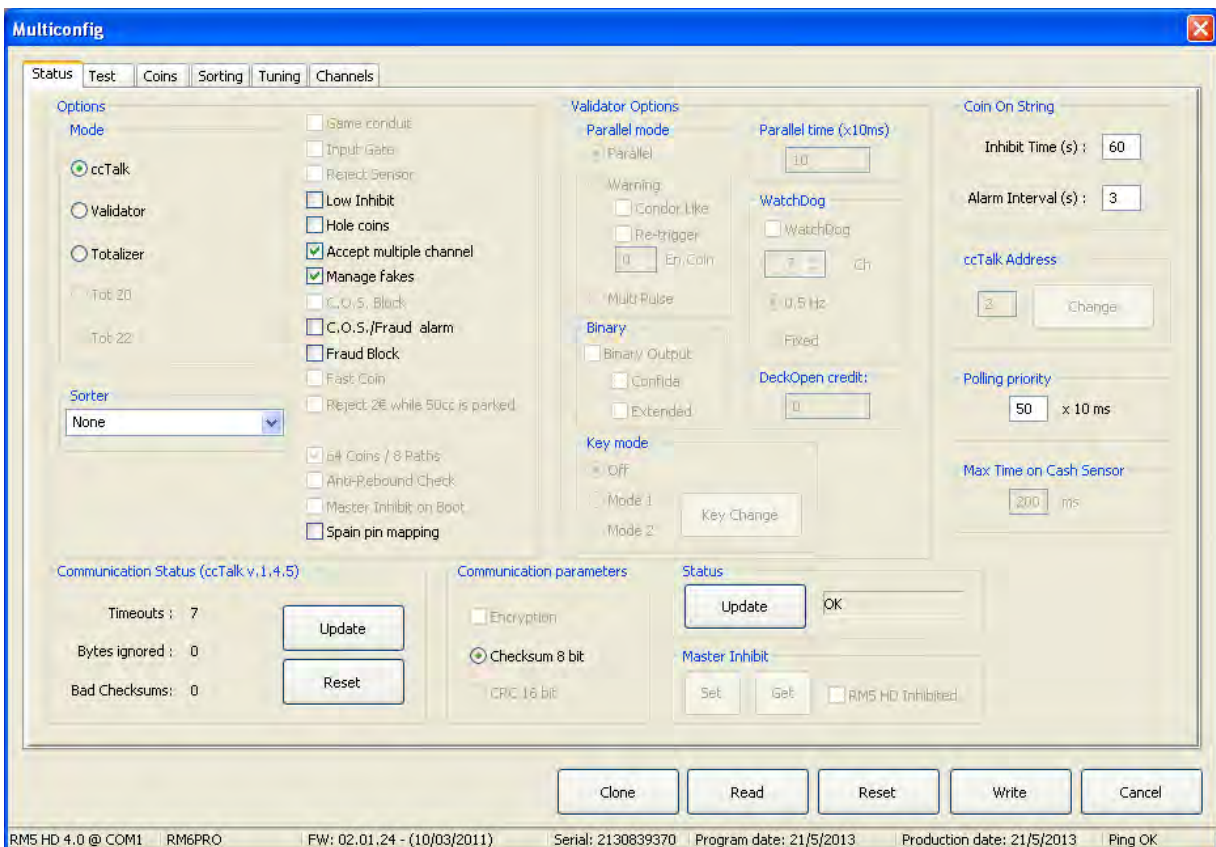 Multiconfig
Status Test Coins Sorting Tuning Channels
Options
Mode
ccTalk
Validator
Totalizer
Tot 20
Tot 22
Sorter
None
Game conduit
Input Gate
Reject Sensor
Low Inhibit
Hole coins
Accept multiple channel
Manage fakes
C.O.S. Block
C.O.S./Fraud alarm
Fraud Block
Fast Coin
Reject 2€ while 50cc is parked
64 Coins / 8 Paths
Anti-Rebound Check
Master Inhibit on Boot
Spain pin mapping
Validator Options
Parallel mode
Parallel
Warning
Condor Like
Re-trigger
0 En.Coin
Multi Pulse
Binary
Binary Output
Confida
Extended
Key mode
Off
Mode 1
Mode 2
Key Change
Parallel time (x10ms)
10
WatchDog
WatchDog
7 Ch
0.5 Hz
Fixed
DeckOpen credit:
0
Coin On String
Inhibit Time (s) : 60
Alarm Interval (s) : 3
ccTalk Address
2 Change
Polling priority
50 x 10 ms
Max Time on Cash Sensor
200 ms
Communication Status (ccTalk v.1.4.5)
Timeouts : 7
Bytes ignored : 0
Bad Checksums: 0
Update
Reset
Communication parameters
Encryption
Checksum 8 bit
CRC 16 bit
Status
Update OK
Master Inhibit
Set Get RM5 HD Inhibited
Clone Read Reset Write Cancel
RM5 HD 4.0 @ COM1 RM6PRO FW: 02.01.24 - (10/03/2011) Serial: 2130839370 Program date: 21/5/2013 Production date: 21/5/2013 Ping OK